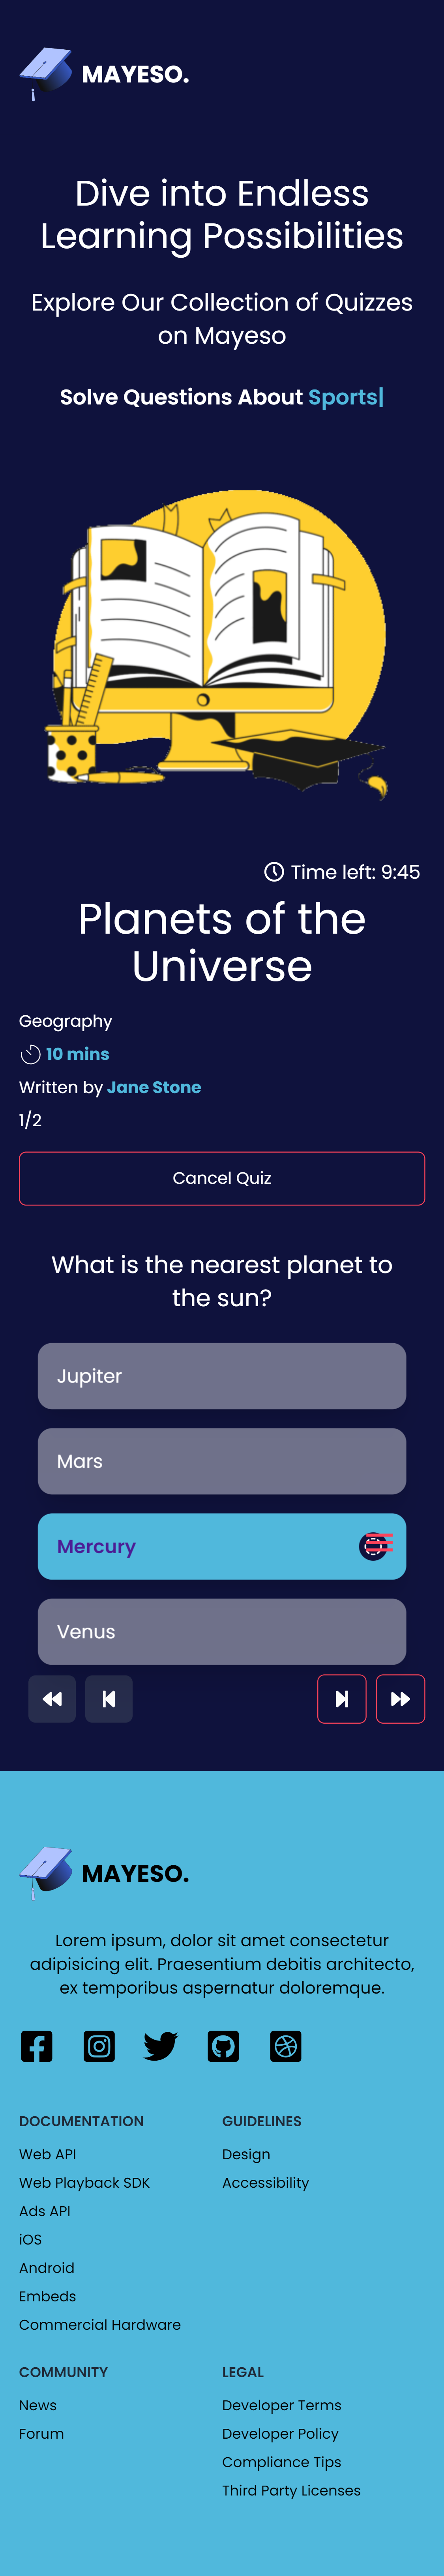 MAYESO.
Dive into Endless
Learning Possibilities
Explore Our Collection of Quizzes
on Mayeso
Solve Questions About Sports|
Time left: 9:45
Planets of the
Universe
Geography
10 mins
Written by Jane Stone
1/2
Cancel Quiz
What is the nearest planet to
the sun?
Jupiter
Mars
Mercury
Venus
MAYESO.
Lorem ipsum, dolor sit amet consectetur
adipisicing elit. Praesentium debitis architecto,
ex temporibus aspernatur doloremque.
DOCUMENTATION
Web API
Web Playback SDK
Ads API
iOS
Android
Embeds
Commercial Hardware
GUIDELINES
Design
Accessibility
COMMUNITY
News
Forum
LEGAL
Developer Terms
Developer Policy
Compliance Tips
Third Party Licenses